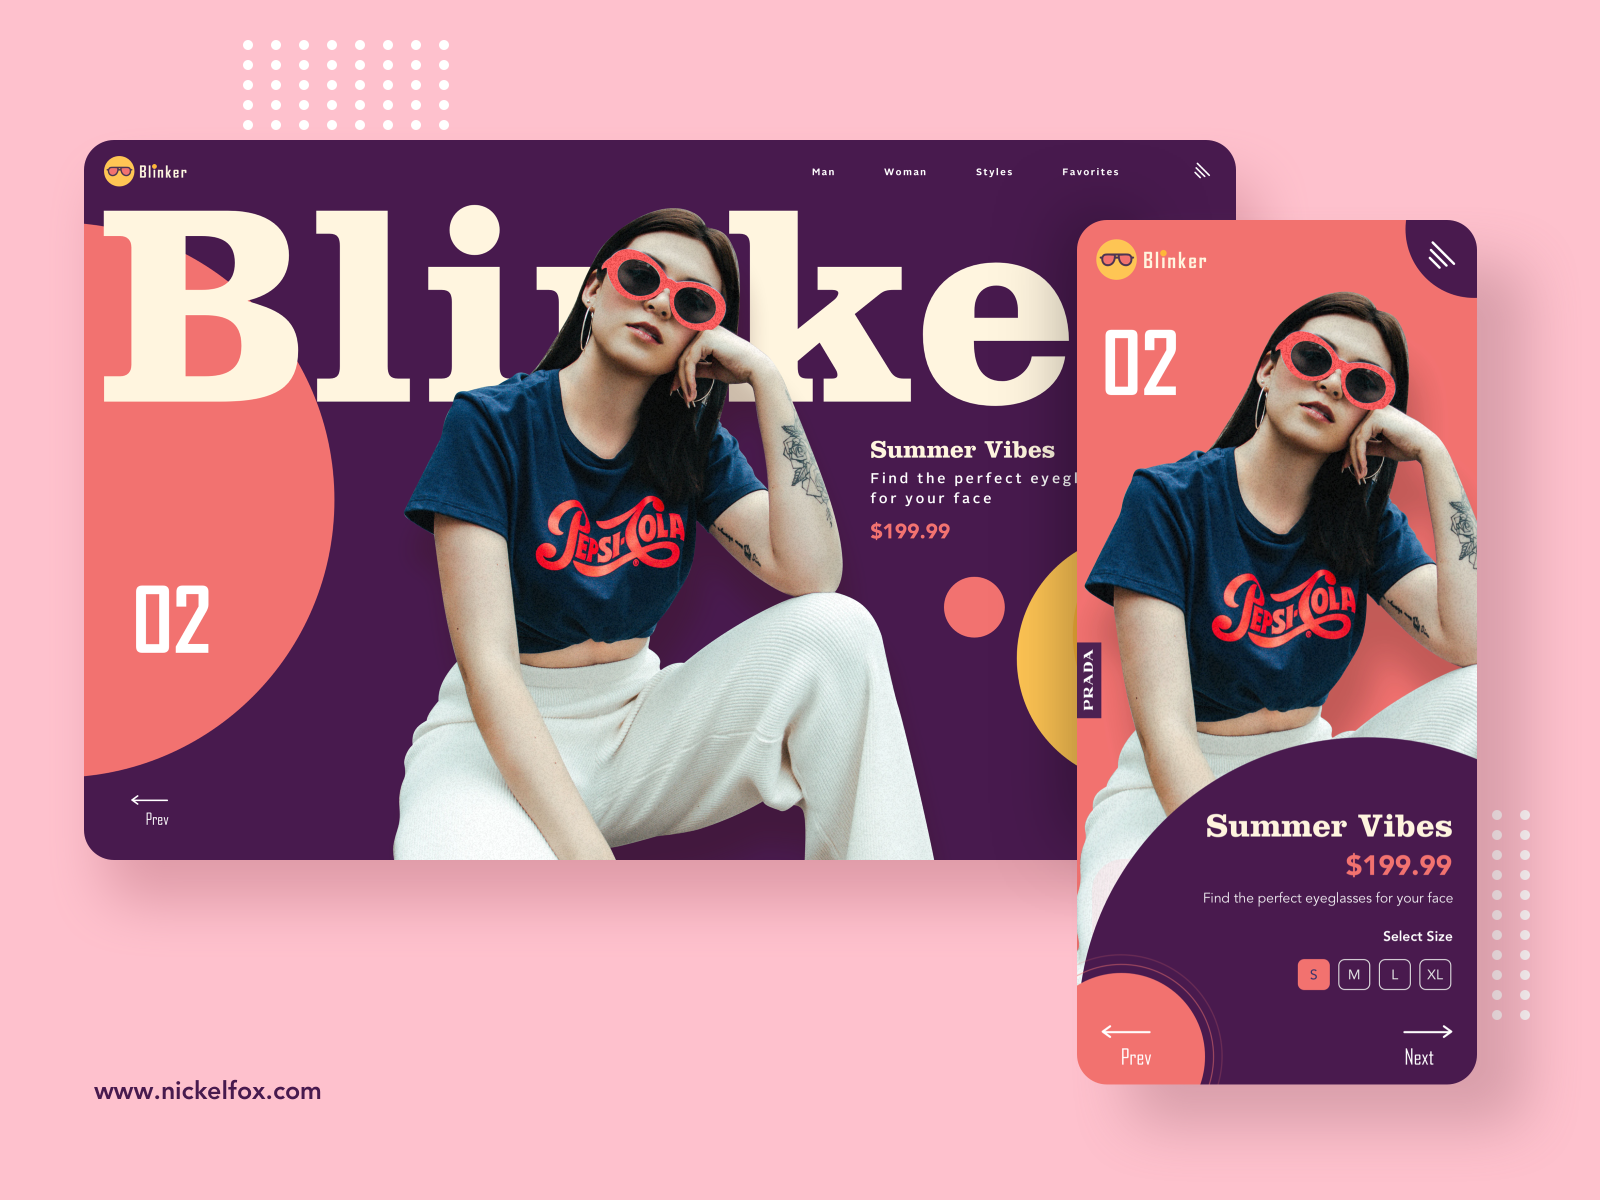 Blinker
Man
Woman
Styles
Favorites
Blinke
Summer Vibes
Find the perfect eyegl
for your face
$199.99
PEPSI-COLA
®
02
Prev
Blinker
02
PEPSI-COLA
®
PRADA
Summer Vibes
$199.99
Find the perfect eyeglasses for your face
Select Size
S M L XL
Prev
Next
www.nickelfox.com